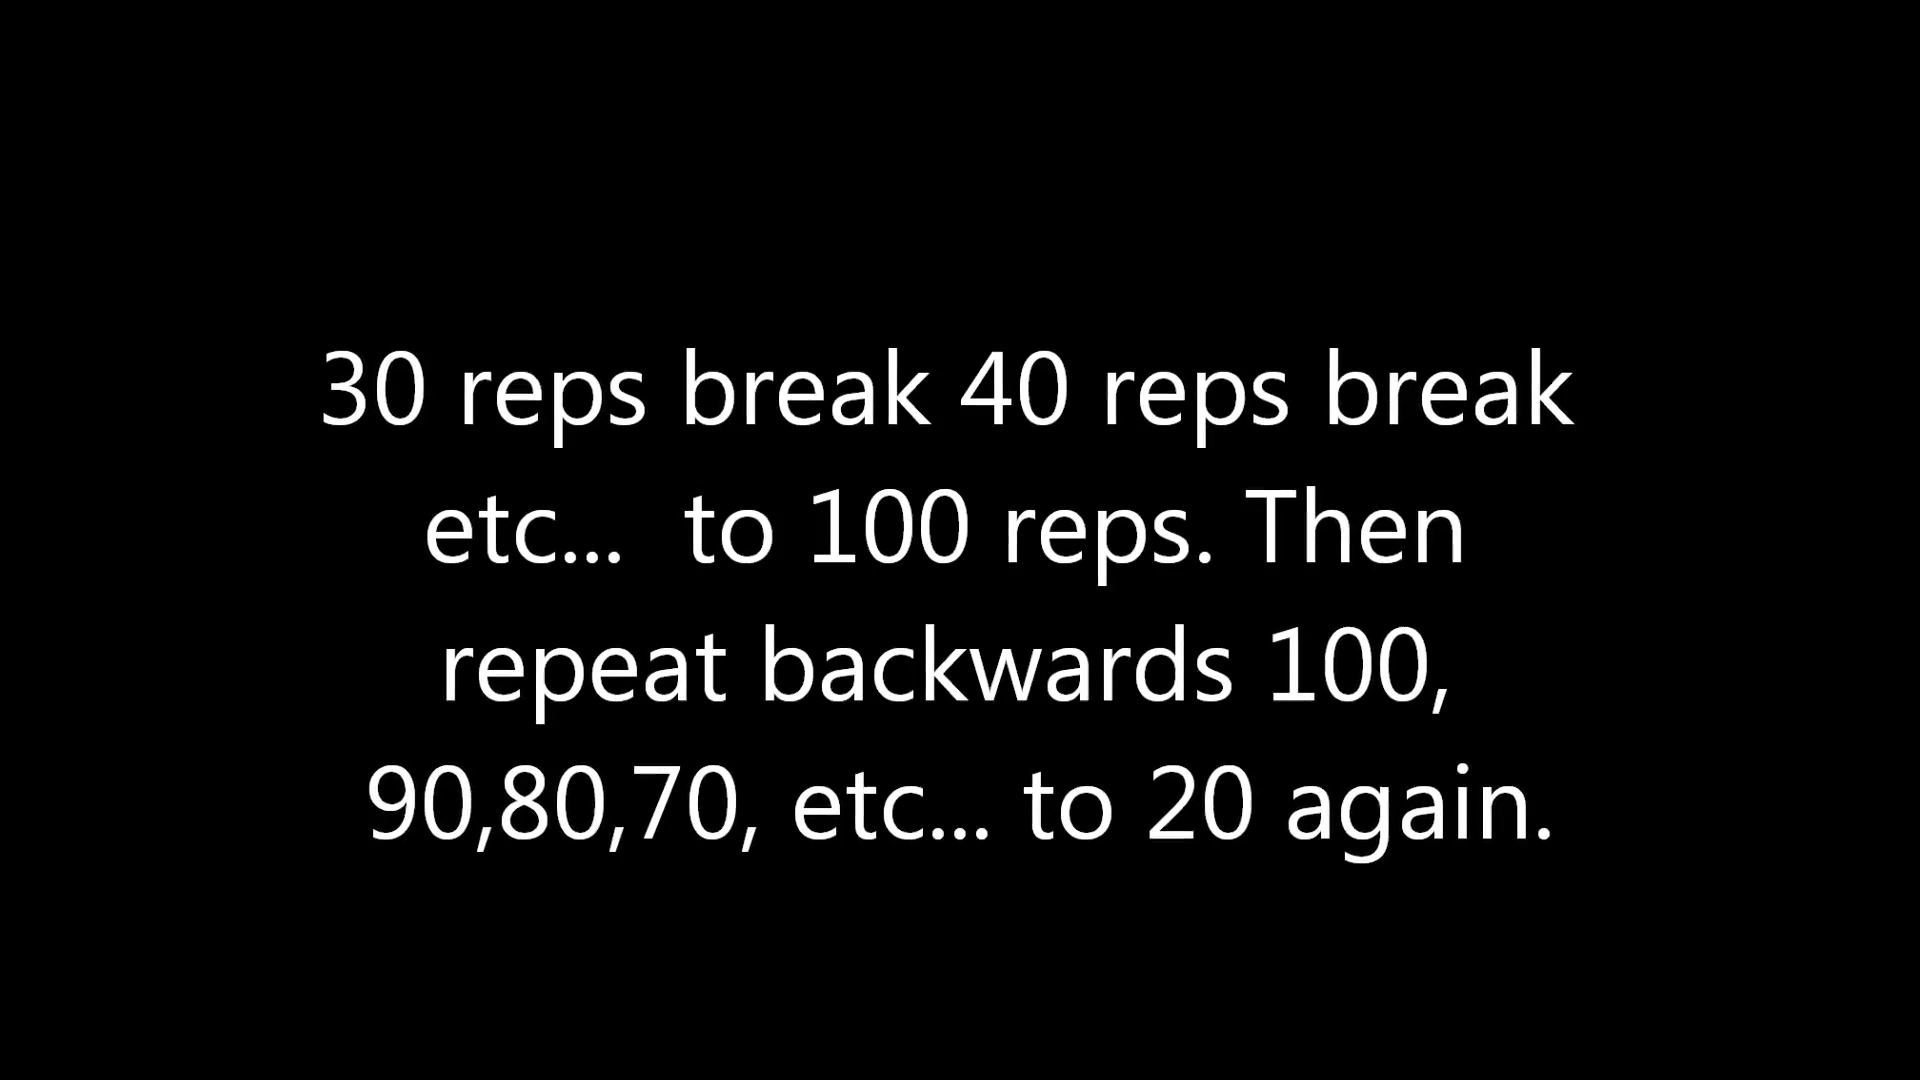 30 reps break 40 reps break
etc...  to 100 reps. Then
repeat backwards 100,
90,80,70, etc... to 20 again.